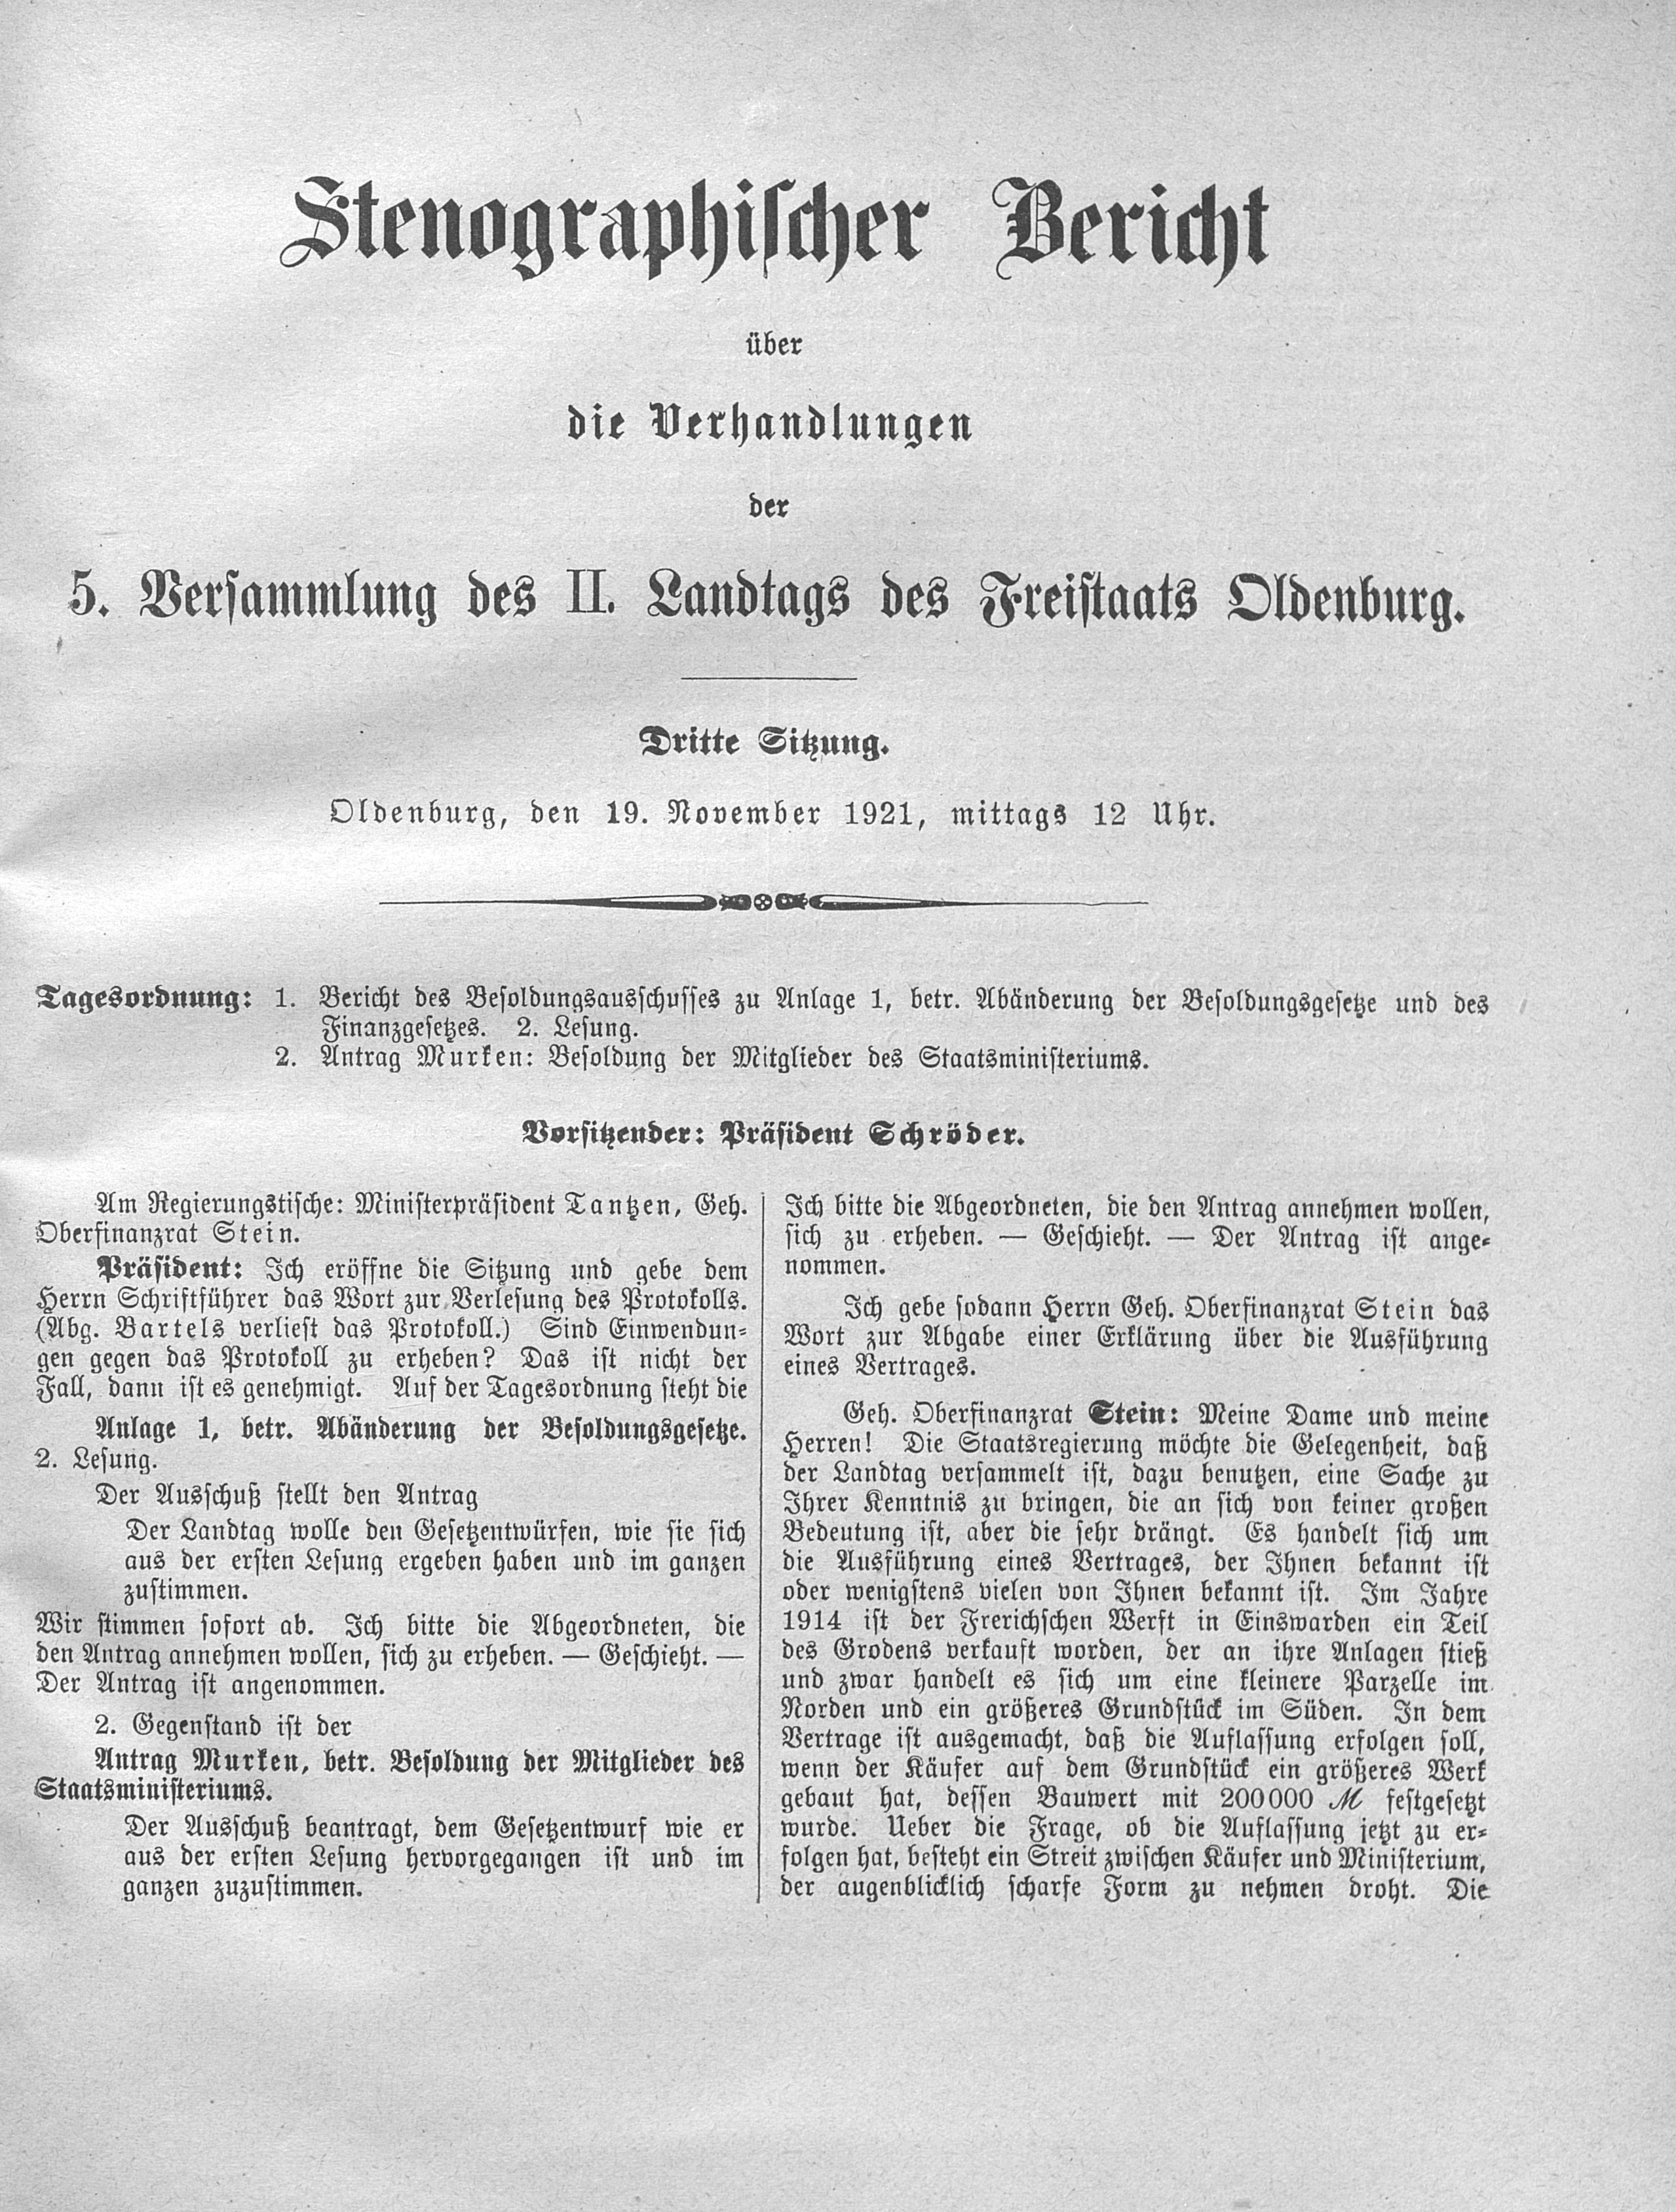 Stenographischer Bericht
über
die Verhandlungen
der
5. Versammlung des II. Landtags des Freistaats Oldenburg.
Dritte Sitzung.
Oldenburg, den 19. November 1921, mittags 12 Uhr.
Tagesordnung: 1. Bericht des Besoldungsausschusses zu Anlage 1, betr. Abänderung der Besoldungsgesetze und des
Finanzgesetzes. 2. Lesung.
2. Antrag Murken: Besoldung der Mitglieder des Staatsministeriums.
Vorsitzender: Präsident Schröder.
Am Regierungstische: Ministerpräsident Tantzen, Geh.
Oberfinanzrat Stein.
Präsident: Ich eröffne die Sitzung und gebe dem
Herrn Schriftführer das Wort zur Verlesung des Protokolls.
(Abg. Bartels verliest das Protokoll.) Sind Einwendun-
gen gegen das Protokoll zu erheben? Das ist nicht der
Fall, dann ist es genehmigt. Auf der Tagesordnung steht die
Anlage 1, betr. Abänderung der Besoldungsgesetze.
2. Lesung.
Der Ausschuß stellt den Antrag
Der Landtag wolle den Gesetzentwürfen, wie sie sich
aus der ersten Lesung ergeben haben und im ganzen
zustimmen.
Wir stimmen sofort ab. Ich bitte die Abgeordneten, die
den Antrag annehmen wollen, sich zu erheben. — Geschieht. —
Der Antrag ist angenommen.
2. Gegenstand ist der
Antrag Murken, betr. Besoldung der Mitglieder des
Staatsministeriums.
Der Ausschuß beantragt, dem Gesetzentwurf wie er
aus der ersten Lesung hervorgegangen ist und im
ganzen zuzustimmen.
Ich bitte die Abgeordneten, die den Antrag annehmen wollen,
sich zu erheben. — Geschieht. — Der Antrag ist ange-
nommen.
Ich gebe sodann Herrn Geh. Oberfinanzrat Stein das
Wort zur Abgabe einer Erklärung über die Ausführung
eines Vertrages.
Geh. Oberfinanzrat Stein: Meine Dame und meine
Herren! Die Staatsregierung möchte die Gelegenheit, daß
der Landtag versammelt ist, dazu benutzen, eine Sache zu
Ihrer Kenntnis zu bringen, die an sich von keiner großen
Bedeutung ist, aber die sehr drängt. Es handelt sich um
die Ausführung eines Vertrages, der Ihnen bekannt ist
oder wenigstens vielen von Ihnen bekannt ist. Im Jahre
1914 ist der Frerichschen Werft in Einswarden ein Teil
des Grodens verkauft worden, der an ihre Anlagen stieß
und zwar handelt es sich um eine kleinere Parzelle im
Norden und ein größeres Grundstück im Süden. In dem
Vertrage ist ausgemacht, daß die Auflassung erfolgen soll,
wenn der Käufer auf dem Grundstück ein größeres Werk
gebaut hat, dessen Bauwert mit 200000 ℳ festgesetzt
wurde. Ueber die Frage, ob die Auflassung jetzt zu er-
folgen hat, besteht ein Streit zwischen Käufer und Ministerium,
der augenblicklich scharfe Form zu nehmen droht. Die